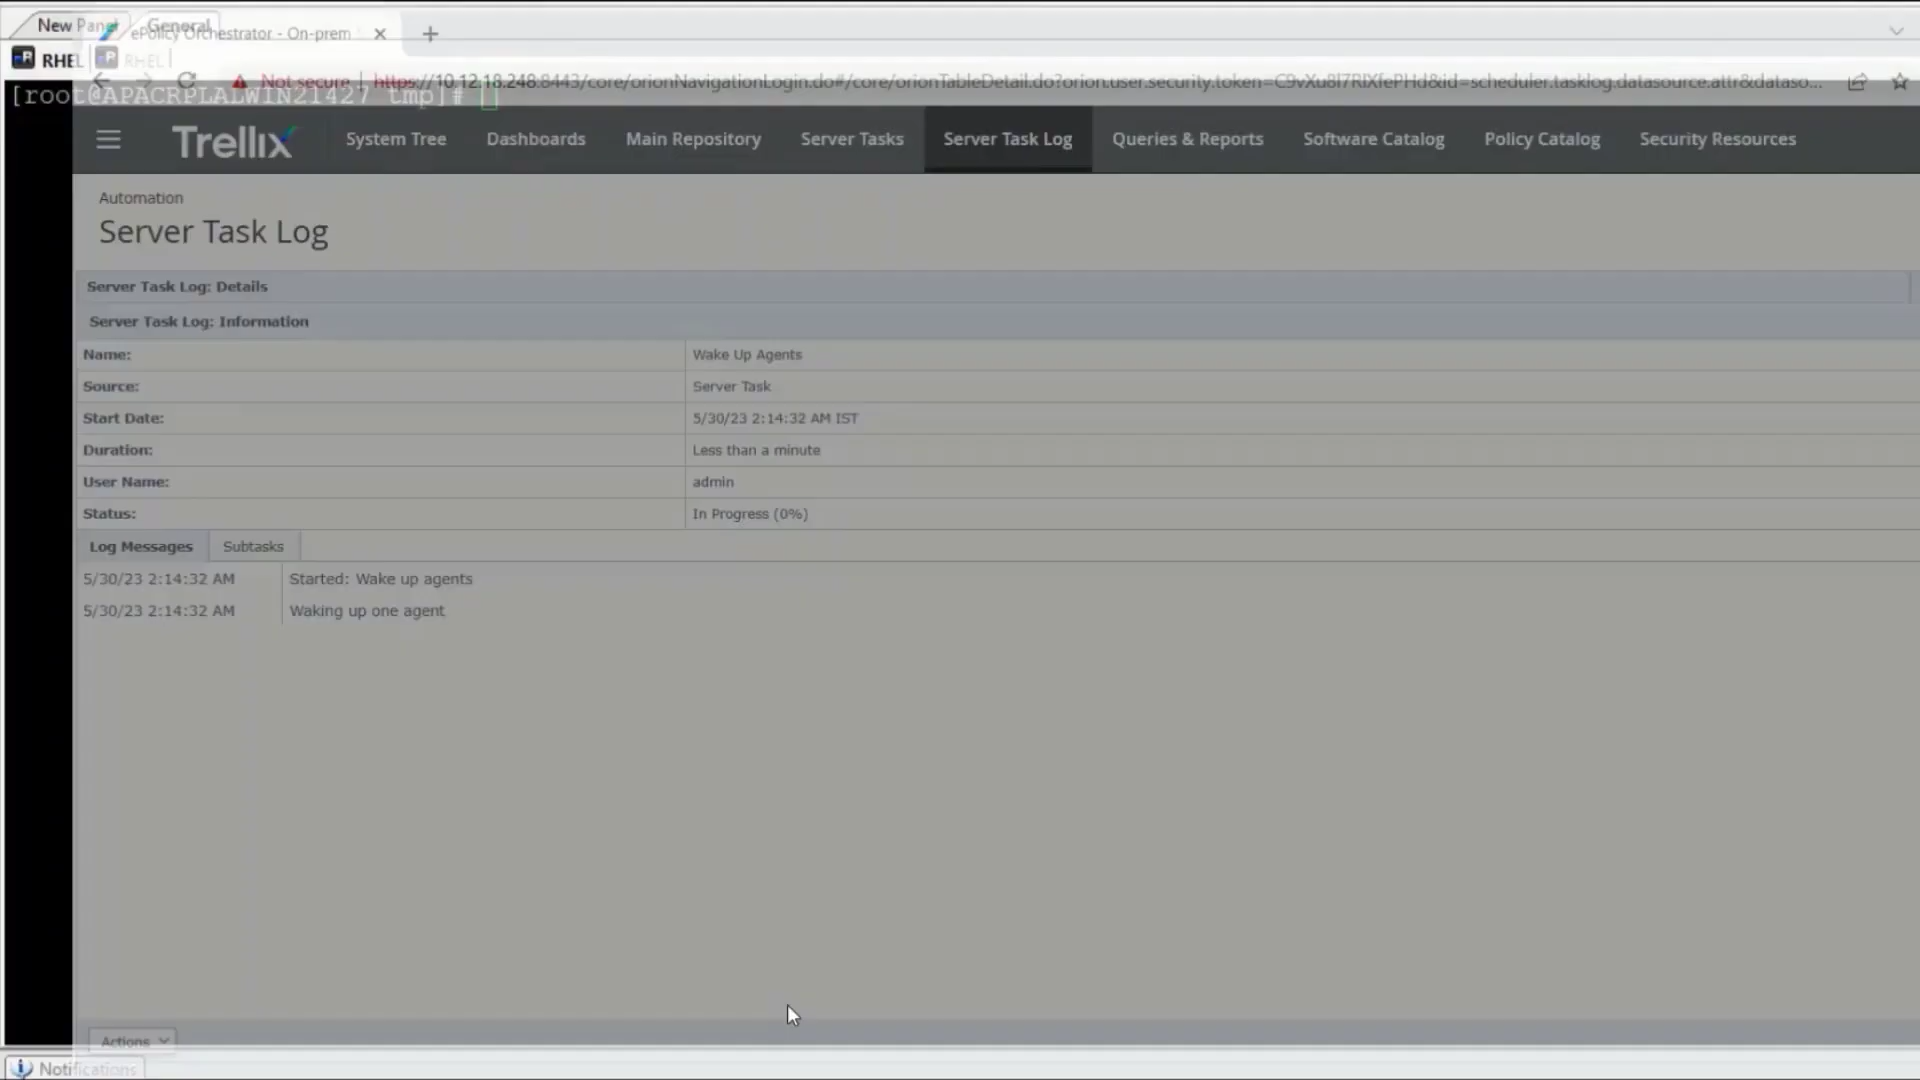 New Panel General
ePolicy Orchestrator - On-prem
RHEL RHEL
Not secure https://10.12.18.248:8443/core/orionNavigationLogin.do#/core/orionTableDetail.do?orion.user.security.token=C9vXu8l7RlXfePHd&id=scheduler.tasklog.datasource.attr&dataso...
[root@APACRPLALWIN21427 tmp]#
Trellix System Tree Dashboards Main Repository Server Tasks Server Task Log Queries & Reports Software Catalog Policy Catalog Security Resources
Automation
Server Task Log
Server Task Log: Details
Server Task Log: Information
Name: Wake Up Agents
Source: Server Task
Start Date: 5/30/23 2:14:32 AM IST
Duration: Less than a minute
User Name: admin
Status: In Progress (0%)
Log Messages Subtasks
5/30/23 2:14:32 AM Started: Wake up agents
5/30/23 2:14:32 AM Waking up one agent
Actions
Notifications